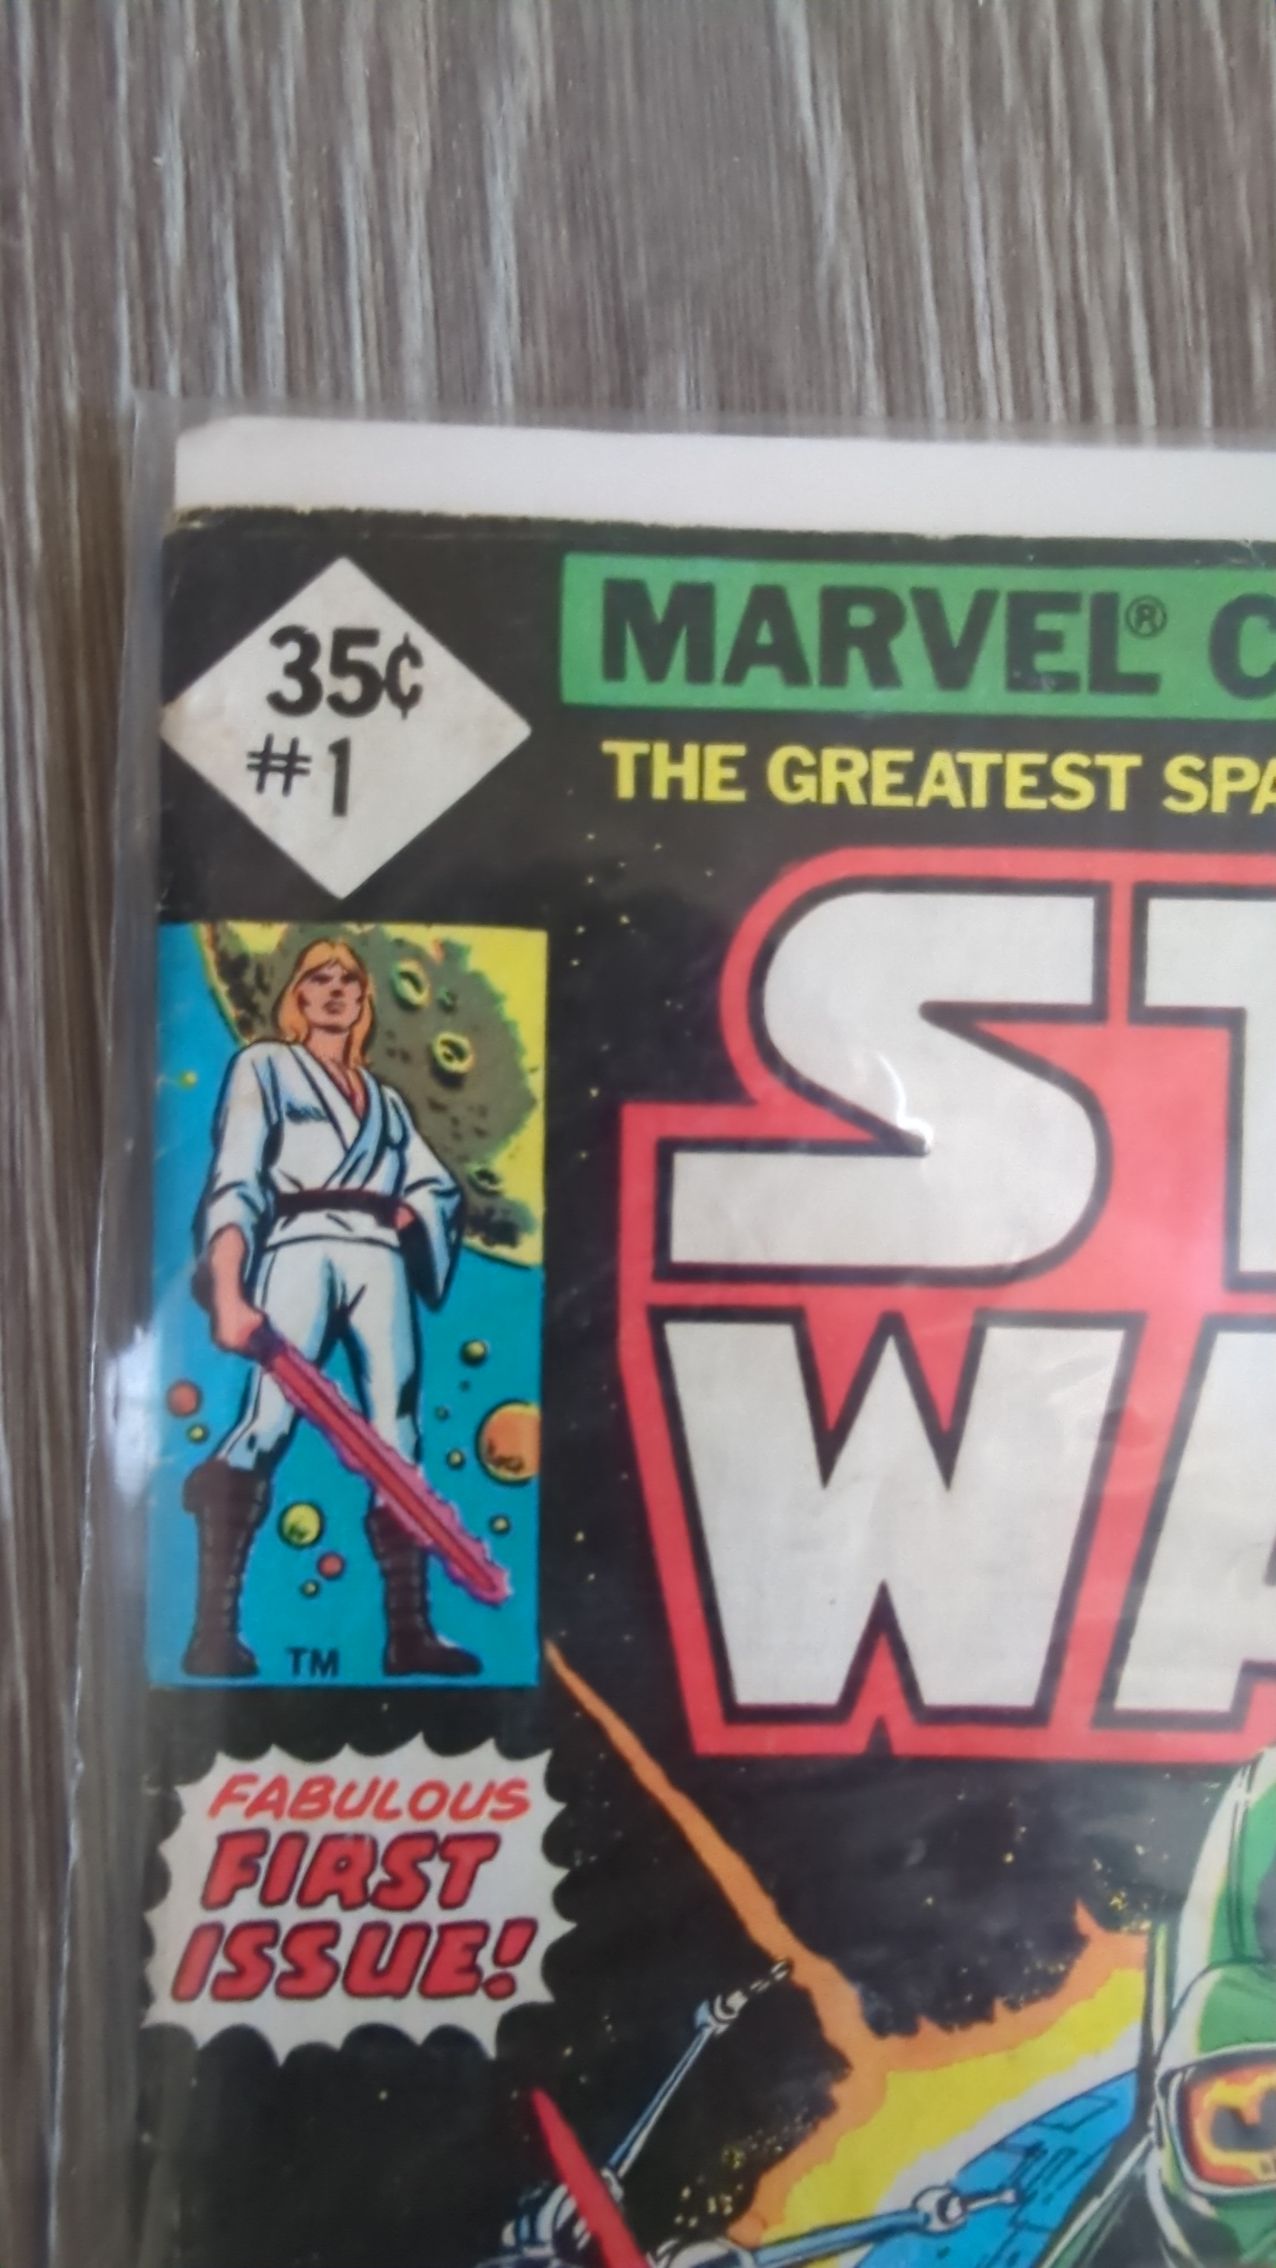 35¢
#1
MARVEL® C
THE GREATEST SPA
ST
WA
TM
FABULOUS
FIRST
ISSUE!